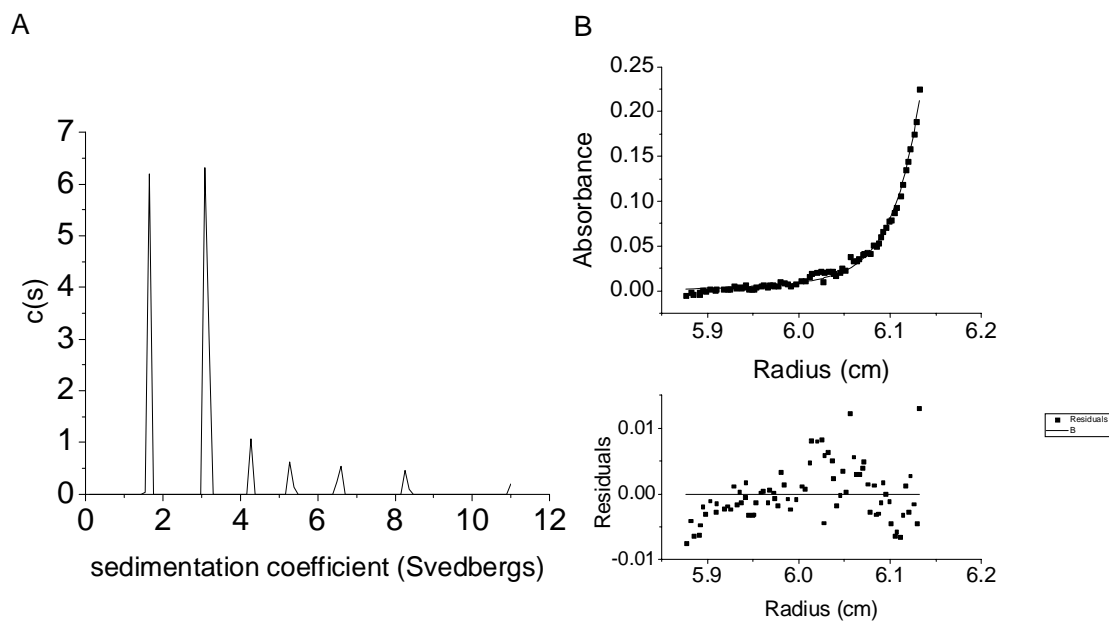 A
7
6
5
4
3
2
1
0
c(s)
0 2 4 6 8 10 12
sedimentation coefficient (Svedbergs)
B
0.25
0.20
0.15
0.10
0.05
0.00
Absorbance
5.9 6.0 6.1 6.2
Radius (cm)
0.01
0.00
-0.01
Residuals
5.9 6.0 6.1 6.2
Radius (cm)
Residuals
B